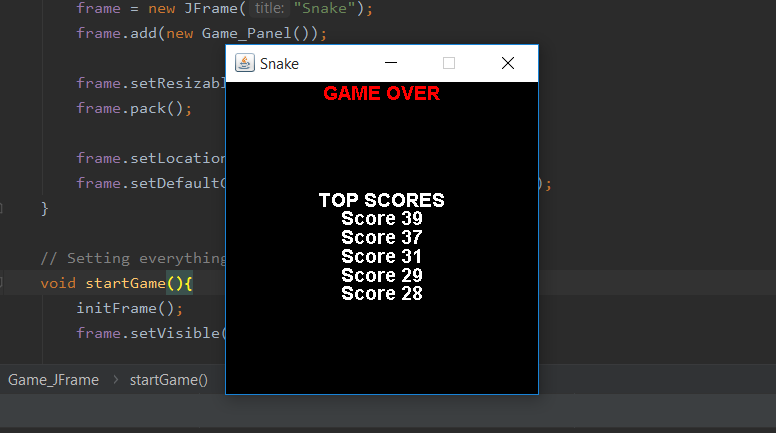 frame = new JFrame( title: "Snake");
frame.add(new Game_Panel());
Snake
frame.setResizabl
GAME OVER
frame.pack();
frame.setLocation
frame.setDefaultC
);
}
TOP SCORES
Score 39
Score 37
Score 31
Score 29
Score 28
// Setting everything
void startGame(){
initFrame();
frame.setVisible(
Game_JFrame > startGame()